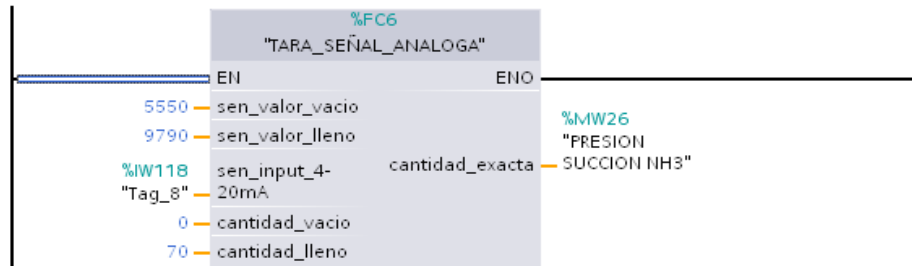 %FC6
"TARA_SEÑAL_ANALOGA"
EN ENO
5550 sen_valor_vacio
9790 sen_valor_lleno
%IW118
"Tag_8"
sen_input_4-
20mA
cantidad_exacta
%MW26
"PRESION
SUCCION NH3"
0 cantidad_vacio
70 cantidad_lleno